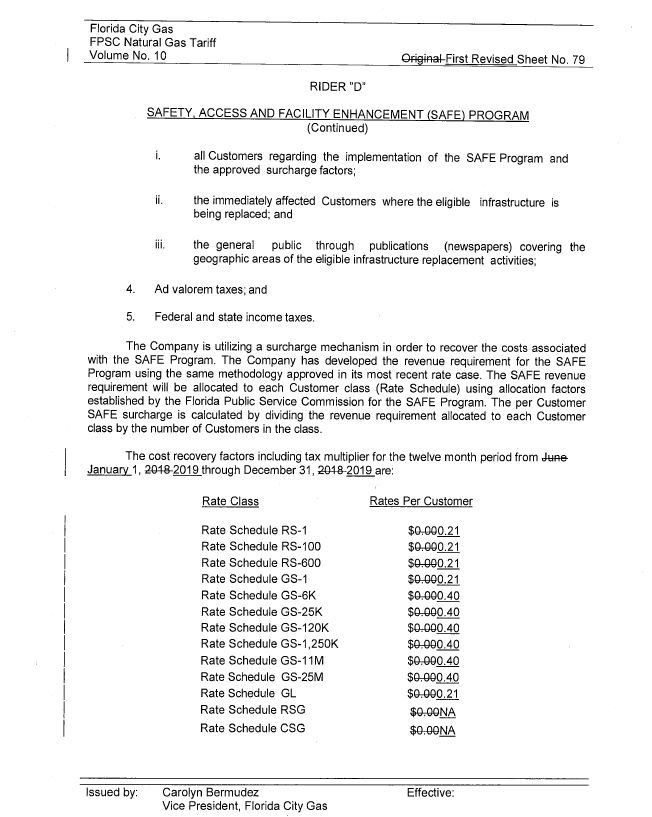 Florida City Gas
FPSC Natural Gas Tariff
Volume No. 10
Original First Revised Sheet No. 79
RIDER "D"
SAFETY, ACCESS AND FACILITY ENHANCEMENT (SAFE) PROGRAM
(Continued)
i. all Customers regarding the implementation of the SAFE Program and
the approved surcharge factors;
ii. the immediately affected Customers where the eligible infrastructure is
being replaced; and
iii. the general public through publications (newspapers) covering the
geographic areas of the eligible infrastructure replacement activities;
4. Ad valorem taxes; and
5. Federal and state income taxes.
The Company is utilizing a surcharge mechanism in order to recover the costs associated
with the SAFE Program. The Company has developed the revenue requirement for the SAFE
Program using the same methodology approved in its most recent rate case. The SAFE revenue
requirement will be allocated to each Customer class (Rate Schedule) using allocation factors
established by the Florida Public Service Commission for the SAFE Program. The per Customer
SAFE surcharge is calculated by dividing the revenue requirement allocated to each Customer
class by the number of Customers in the class.
The cost recovery factors including tax multiplier for the twelve month period from June
January 1, 2018 2019 through December 31, 2018 2019 are:
Rate Class Rates Per Customer
Rate Schedule RS-1 $0.000.21
Rate Schedule RS-100 $0.000.21
Rate Schedule RS-600 $0.000.21
Rate Schedule GS-1 $0.000.21
Rate Schedule GS-6K $0.000.40
Rate Schedule GS-25K $0.000.40
Rate Schedule GS-120K $0.000.40
Rate Schedule GS-1,250K $0.000.40
Rate Schedule GS-11M $0.000.40
Rate Schedule GS-25M $0.000.40
Rate Schedule GL $0.000.21
Rate Schedule RSG $0.00NA
Rate Schedule CSG $0.00NA
Issued by: Carolyn Bermudez Effective:
Vice President, Florida City Gas